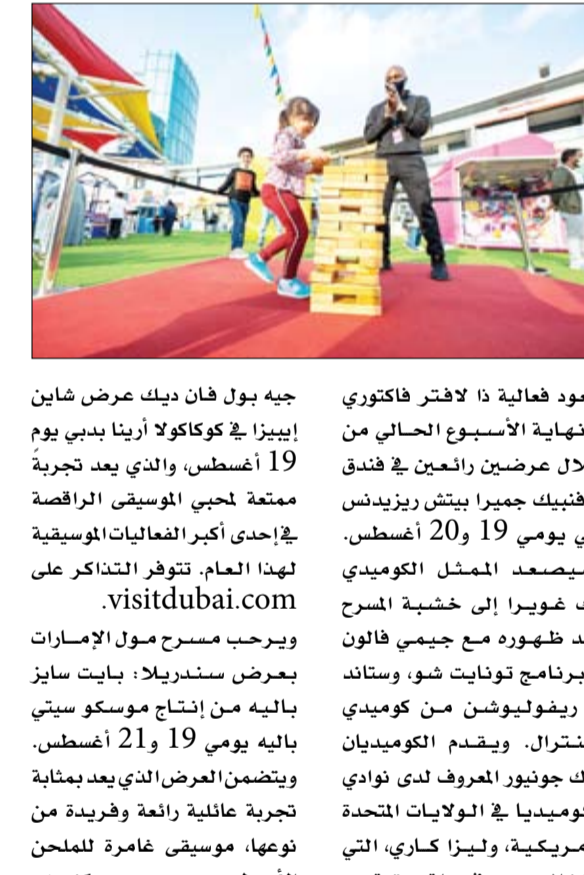 فعالية ذا لافتر فاكتوري
نهاية الأسبوع الحالي من
عرضين رائعين في فندق
جميرا بيتش ريزيدنس
يومي 19 و20 أغسطس.
الممثل الكوميدي
غويرا إلى خشبة المسرح
ظهوره مع جيمي فالون
برنامج تونايت شو، وستاند
ريفوليوشن من كوميدي
ويقدم الكوميديان
جونيور المعروف لدى نوادي
في الولايات المتحدة
وليزا كاري، التي
جيه بول فان ديك عرض شاين
إيبيزا في كوكاكولا أرينا بدبي يوم
19 أغسطس، والذي يعد تجربةً
ممتعة لمحبي الموسيقى الراقصة
في إحدى أكبر الفعاليات الموسيقية
لهذا العام. تتوفر التذاكر على
visitdubai.com.
ويرحب مسرح مول الإمارات
بعرض سندريلا: بايت سايز
باليه من إنتاج موسكو سيتي
باليه يومي 19 و21 أغسطس.
ويتضمن العرض الذي يعد بمثابة
تجربة عائلية رائعة وفريدة من
نوعها، موسيقى غامرة للملحن